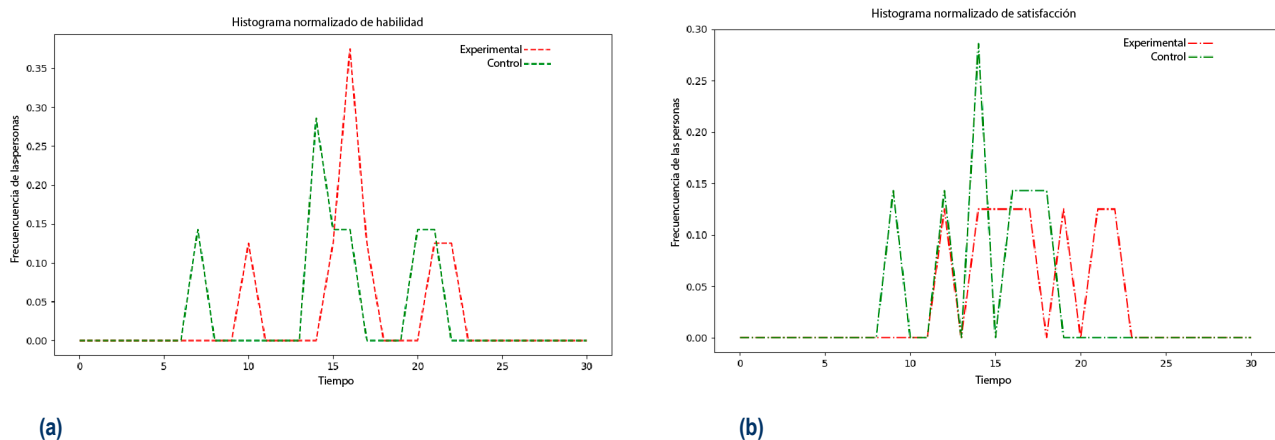 Histograma normalizado de habilidad
Experimental
Control
0.35
0.30
0.25
0.20
0.15
0.10
0.05
0.00
Frecuencuencia de las personas
0 5 10 15 20 25 30
Tiempo
(a)
Histograma normalizado de satisfacción
Experimental
Control
0.30
0.25
0.20
0.15
0.10
0.05
0.00
Frecuencuencia de las personas
0 5 10 15 20 25 30
Tiempo
(b)